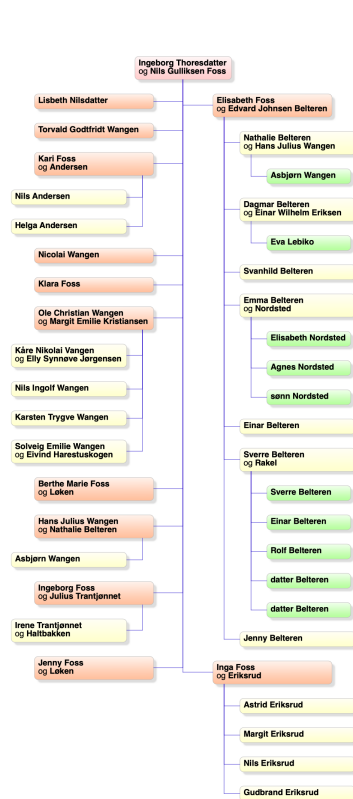 Ingeborg Thoresdatter
og Nils Gulliksen Foss
Lisbeth Nilsdatter
Torvald Godtfridt Wangen
Kari Foss
og Andersen
Nils Andersen
Helga Andersen
Nicolai Wangen
Klara Foss
Ole Christian Wangen
og Margit Emilie Kristiansen
Kåre Nikolai Vangen
og Elly Synnøve Jørgensen
Nils Ingolf Wangen
Karsten Trygve Wangen
Solveig Emilie Wangen
og Eivind Harestuskogen
Berthe Marie Foss
og Løken
Hans Julius Wangen
og Nathalie Belteren
Asbjørn Wangen
Ingeborg Foss
og Julius Trantjønnet
Irene Trantjønnet
og Haltbakken
Jenny Foss
og Løken
Elisabeth Foss
og Edvard Johnsen Belteren
Nathalie Belteren
og Hans Julius Wangen
Asbjørn Wangen
Dagmar Belteren
og Einar Wilhelm Eriksen
Eva Lebiko
Svanhild Belteren
Emma Belteren
og Nordsted
Elisabeth Nordsted
Agnes Nordsted
sønn Nordsted
Einar Belteren
Sverre Belteren
og Rakel
Sverre Belteren
Einar Belteren
Rolf Belteren
datter Belteren
datter Belteren
Jenny Belteren
Inga Foss
og Eriksrud
Astrid Eriksrud
Margit Eriksrud
Nils Eriksrud
Gudbrand Eriksrud